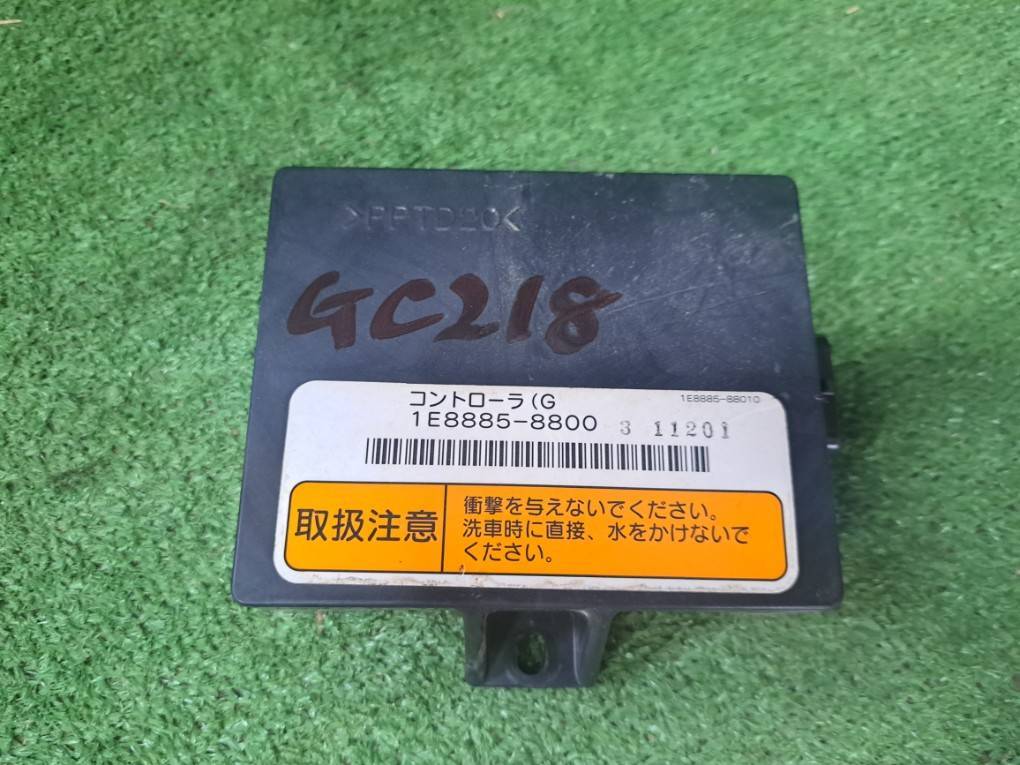 >PPTD20<
GC218
コントローラ(G
1E8885-88010
1E8885-8800 3 11201
取扱注意
衝撃を与えないでください。
洗車時に直接、水をかけないで
ください。